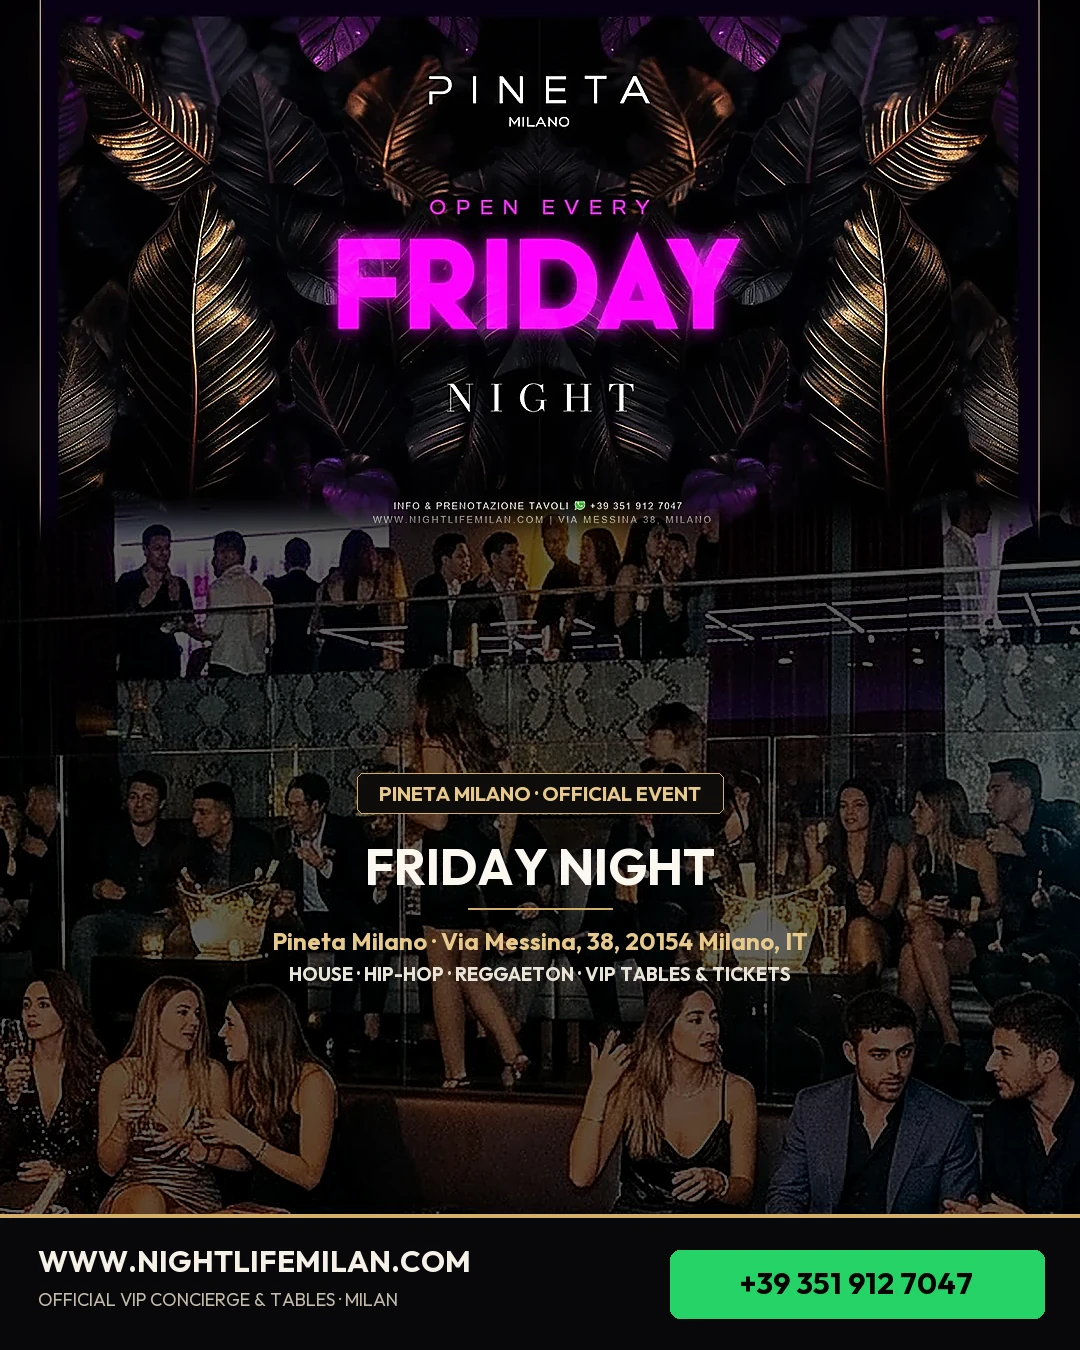 PINETA
MILANO
OPEN EVERY
FRIDAY
NIGHT
INFO & PRENOTAZIONE TAVOLI +39 351 912 7047
WWW.NIGHTLIFEMILAN.COM | VIA MESSINA 38, MILANO
PINETA MILANO · OFFICIAL EVENT
FRIDAY NIGHT
Pineta Milano · Via Messina, 38, 20154 Milano, IT
HOUSE · HIP-HOP · REGGAETON · VIP TABLES & TICKETS
WWW.NIGHTLIFEMILAN.COM
+39 351 912 7047
OFFICIAL VIP CONCIERGE & TABLES · MILAN